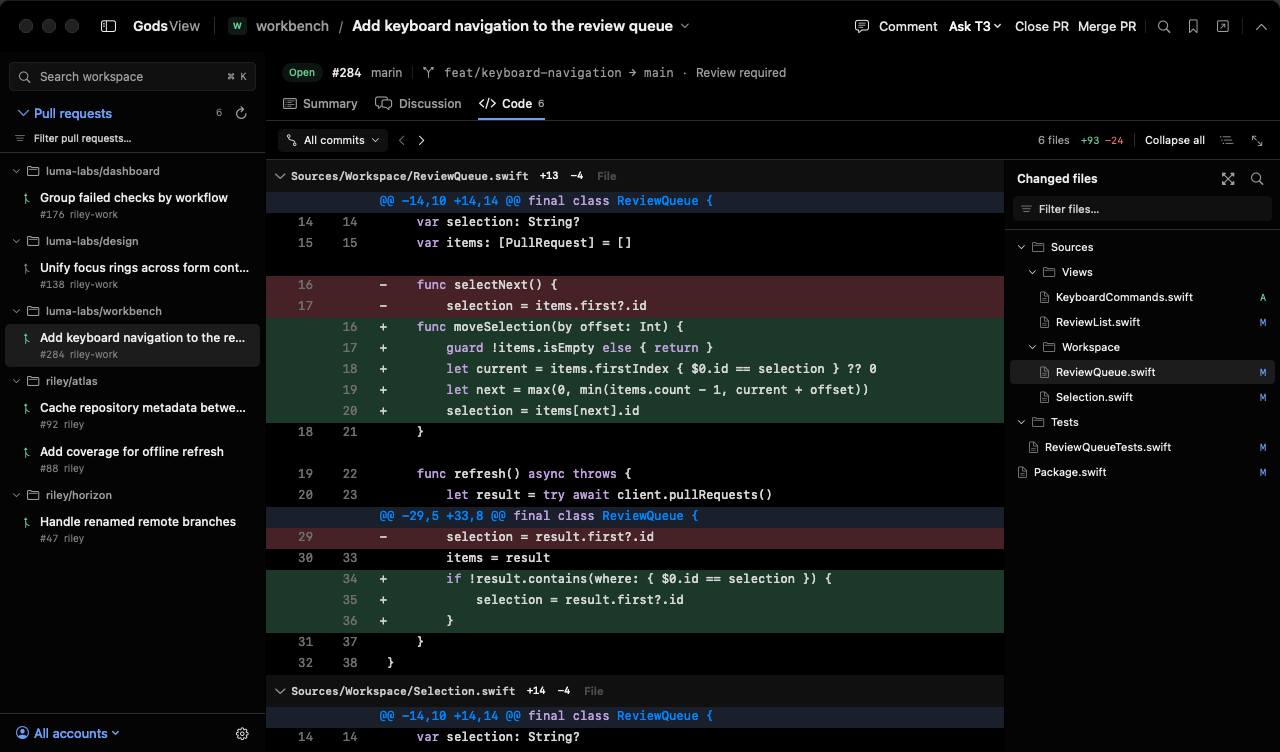 GodsView
W workbench / Add keyboard navigation to the review queue
Comment Ask T3 Close PR Merge PR
Search workspace ⌘ K
Pull requests 6
Filter pull requests...
luma-labs/dashboard
Group failed checks by workflow
#176 riley-work
luma-labs/design
Unify focus rings across form cont...
#138 riley-work
luma-labs/workbench
Add keyboard navigation to the re...
#284 riley-work
riley/atlas
Cache repository metadata betwe...
#92 riley
Add coverage for offline refresh
#88 riley
riley/horizon
Handle renamed remote branches
#47 riley
All accounts
Open #284 marin feat/keyboard-navigation → main · Review required
Summary Discussion </> Code 6
All commits
6 files +93 −24 Collapse all
Sources/Workspace/ReviewQueue.swift +13 −4 File
@@ −14,10 +14,14 @@ final class ReviewQueue {
14 14 var selection: String?
15 15 var items: [PullRequest] = []
16 − func selectNext() {
17 − selection = items.first?.id
16 + func moveSelection(by offset: Int) {
17 + guard !items.isEmpty else { return }
18 + let current = items.firstIndex { $0.id == selection } ?? 0
19 + let next = max(0, min(items.count − 1, current + offset))
20 + selection = items[next].id
18 21 }
19 22 func refresh() async throws {
20 23 let result = try await client.pullRequests()
@@ −29,5 +33,8 @@ final class ReviewQueue {
29 − selection = result.first?.id
30 33 items = result
34 + if !result.contains(where: { $0.id == selection }) {
35 + selection = result.first?.id
36 + }
31 37 }
32 38 }
Sources/Workspace/Selection.swift +14 −4 File
@@ −14,10 +14,14 @@ final class ReviewQueue {
14 14 var selection: String?
Changed files
Filter files...
Sources
Views
KeyboardCommands.swift A
ReviewList.swift M
Workspace
ReviewQueue.swift M
Selection.swift M
Tests
ReviewQueueTests.swift M
Package.swift M